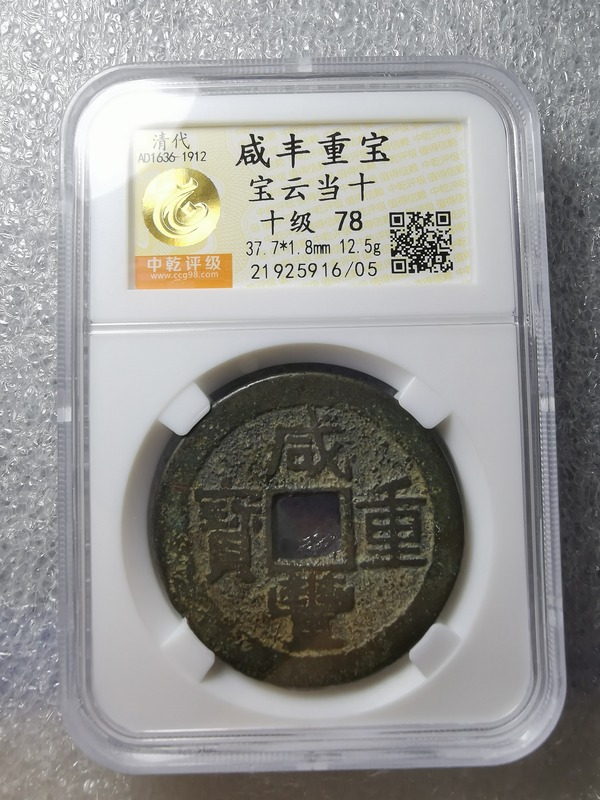 清代
AD1636-1912
咸丰重宝
宝云当十
十级 78
37.7*1.8mm 12.5g
21925916/05
中乾评级
www.ccg98.com
咸豐重寳